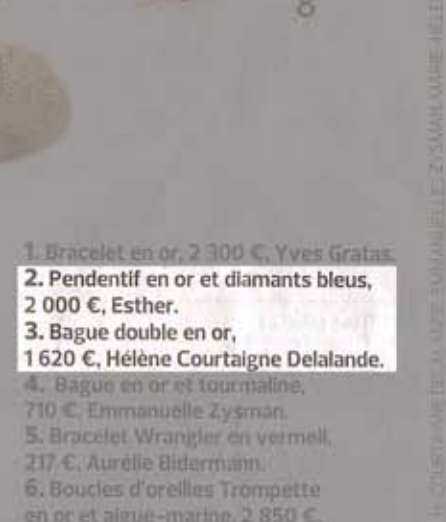 8
1. Bracelet en or, 2 300 €, Yves Gratas.
2. Pendentif en or et diamants bleus,
2 000 €, Esther.
3. Bague double en or,
1 620 €, Hélène Courtaigne Delalande.
4. Bague en or et tourmaline,
710 €, Emmanuelle Zysman.
5. Bracelet Wrangler en vermeil,
217 €, Aurélie Bidermann.
6. Boucles d'oreilles Trompette
en or et aigue-marine, 2 850 €,